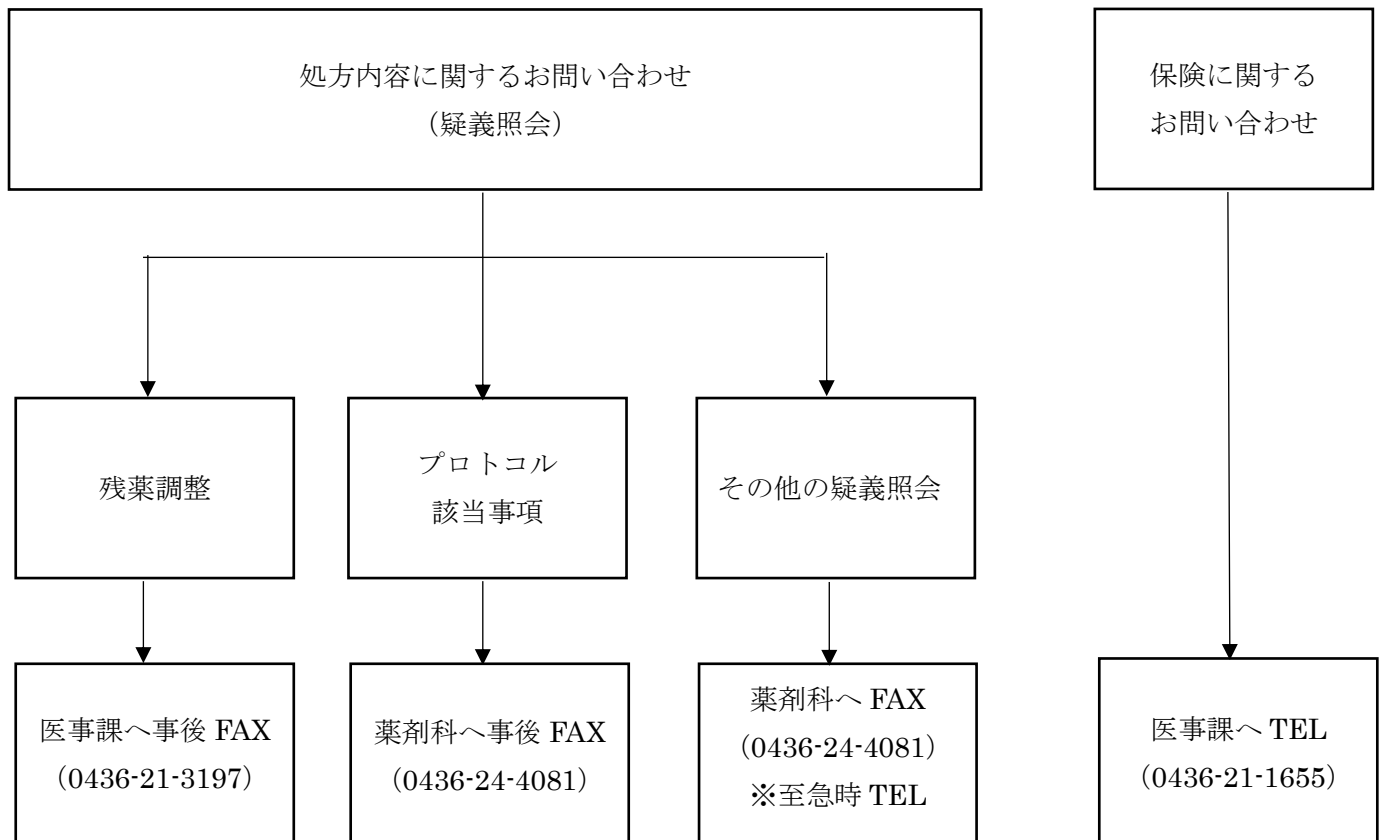 処方内容に関するお問い合わせ
（疑義照会）
保険に関する
お問い合わせ
残薬調整
プロトコル
該当事項
その他の疑義照会
医事課へ事後 FAX
（0436-21-3197）
薬剤科へ事後 FAX
（0436-24-4081）
薬剤科へ FAX
（0436-24-4081）
※至急時 TEL
医事課へ TEL
（0436-21-1655）